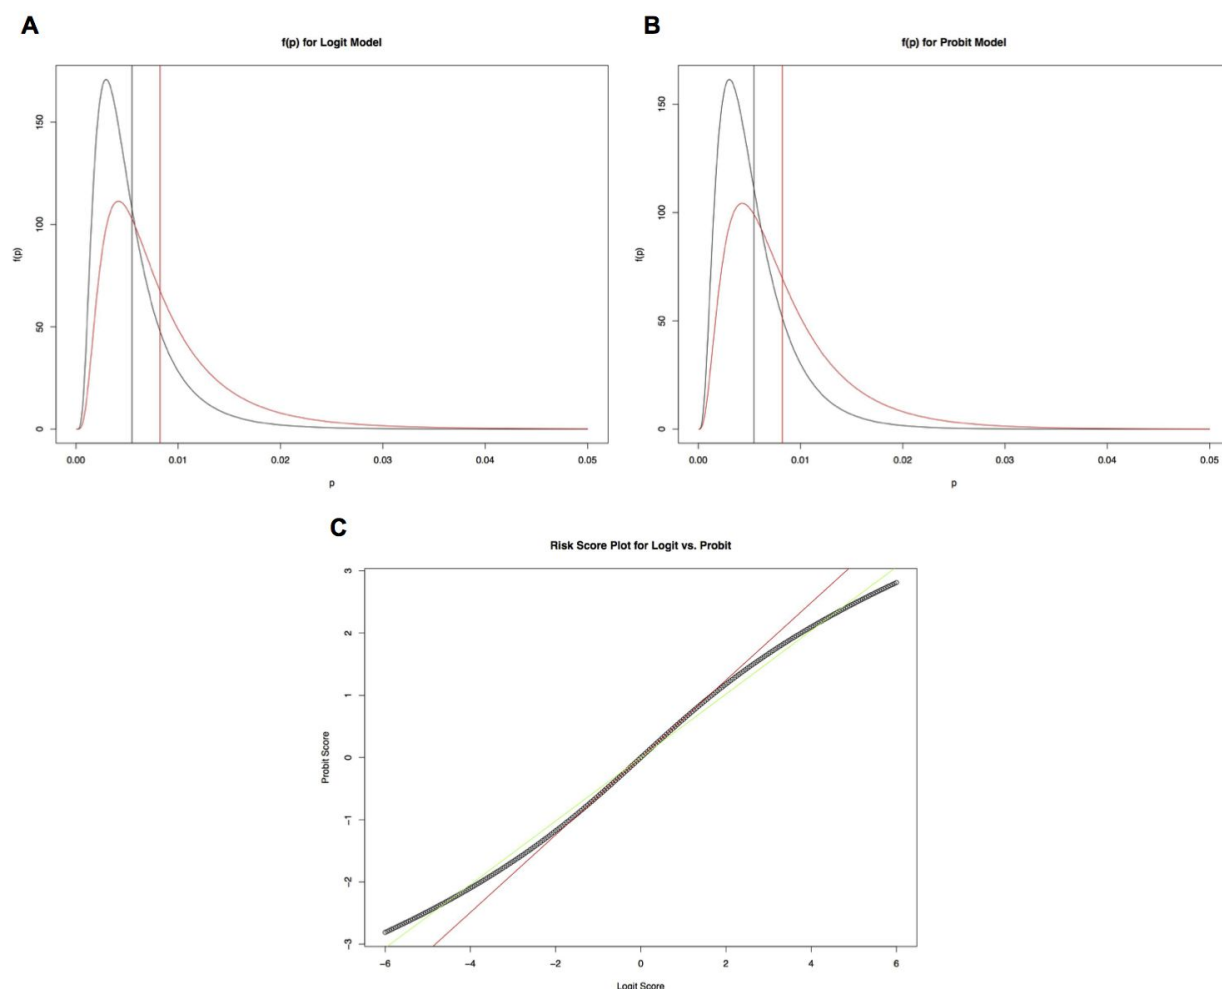 A
f(p) for Logit Model
f(p)
150
100
50
0
0.00 0.01 0.02 0.03 0.04 0.05
p
B
f(p) for Probit Model
f(p)
150
100
50
0
0.00 0.01 0.02 0.03 0.04 0.05
p
C
Risk Score Plot for Logit vs. Probit
Probit Score
3
2
1
0
-1
-2
-3
-6 -4 -2 0 2 4 6
Logit Score